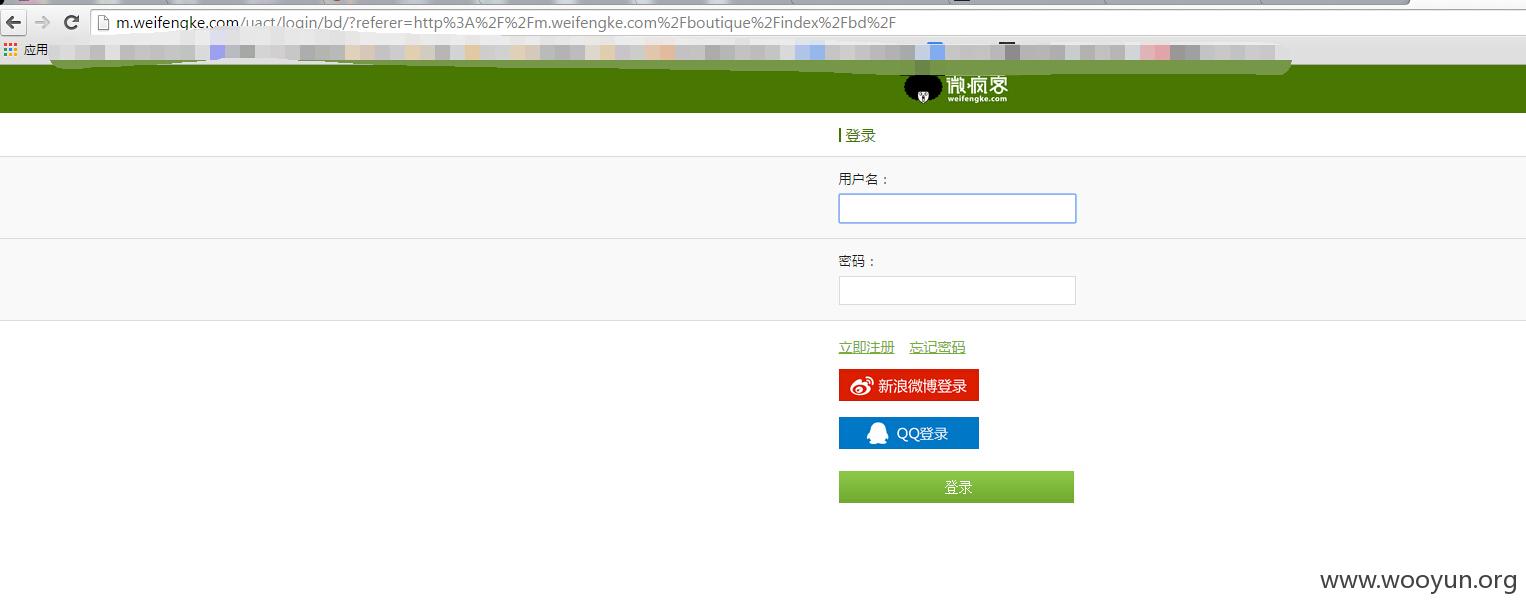 m.weifengke.com/uact/login/bd/?referer=http%3A%2F%2Fm.weifengke.com%2Fboutique%2Findex%2Fbd%2F
应用
微疯客
weifengke.com
登录
用户名：
密码：
立即注册 忘记密码
新浪微博登录
QQ登录
登录
www.wooyun.org